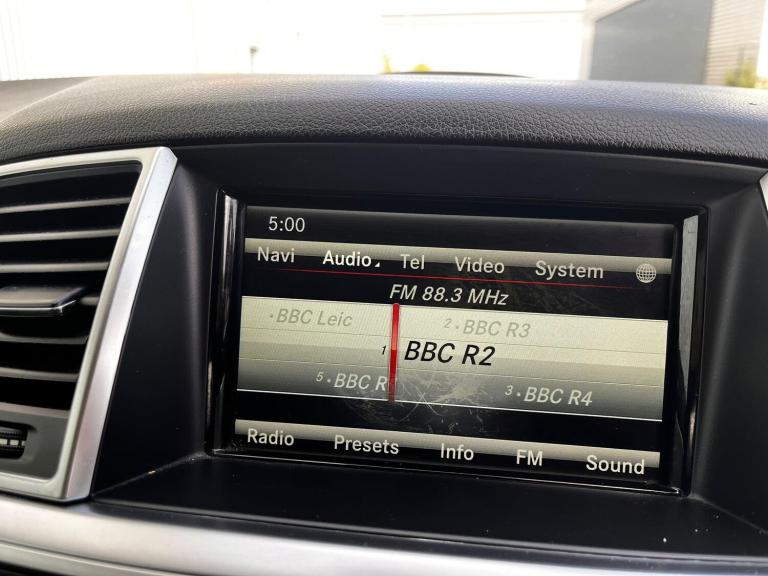 5:00
Navi Audio Tel Video System
FM 88.3 MHz
·BBC Leic 2·BBC R3
1 BBC R2
5·BBC R 3·BBC R4
Radio Presets Info FM Sound